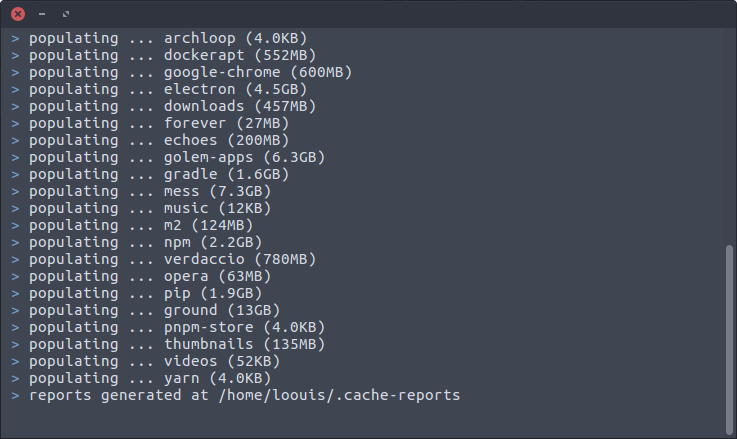 > populating ... archloop (4.0KB)
> populating ... dockerapt (552MB)
> populating ... google-chrome (600MB)
> populating ... electron (4.5GB)
> populating ... downloads (457MB)
> populating ... forever (27MB)
> populating ... echoes (200MB)
> populating ... golem-apps (6.3GB)
> populating ... gradle (1.6GB)
> populating ... mess (7.3GB)
> populating ... music (12KB)
> populating ... m2 (124MB)
> populating ... npm (2.2GB)
> populating ... verdaccio (780MB)
> populating ... opera (63MB)
> populating ... pip (1.9GB)
> populating ... ground (13GB)
> populating ... pnpm-store (4.0KB)
> populating ... thumbnails (135MB)
> populating ... videos (52KB)
> populating ... yarn (4.0KB)
> reports generated at /home/loouis/.cache-reports